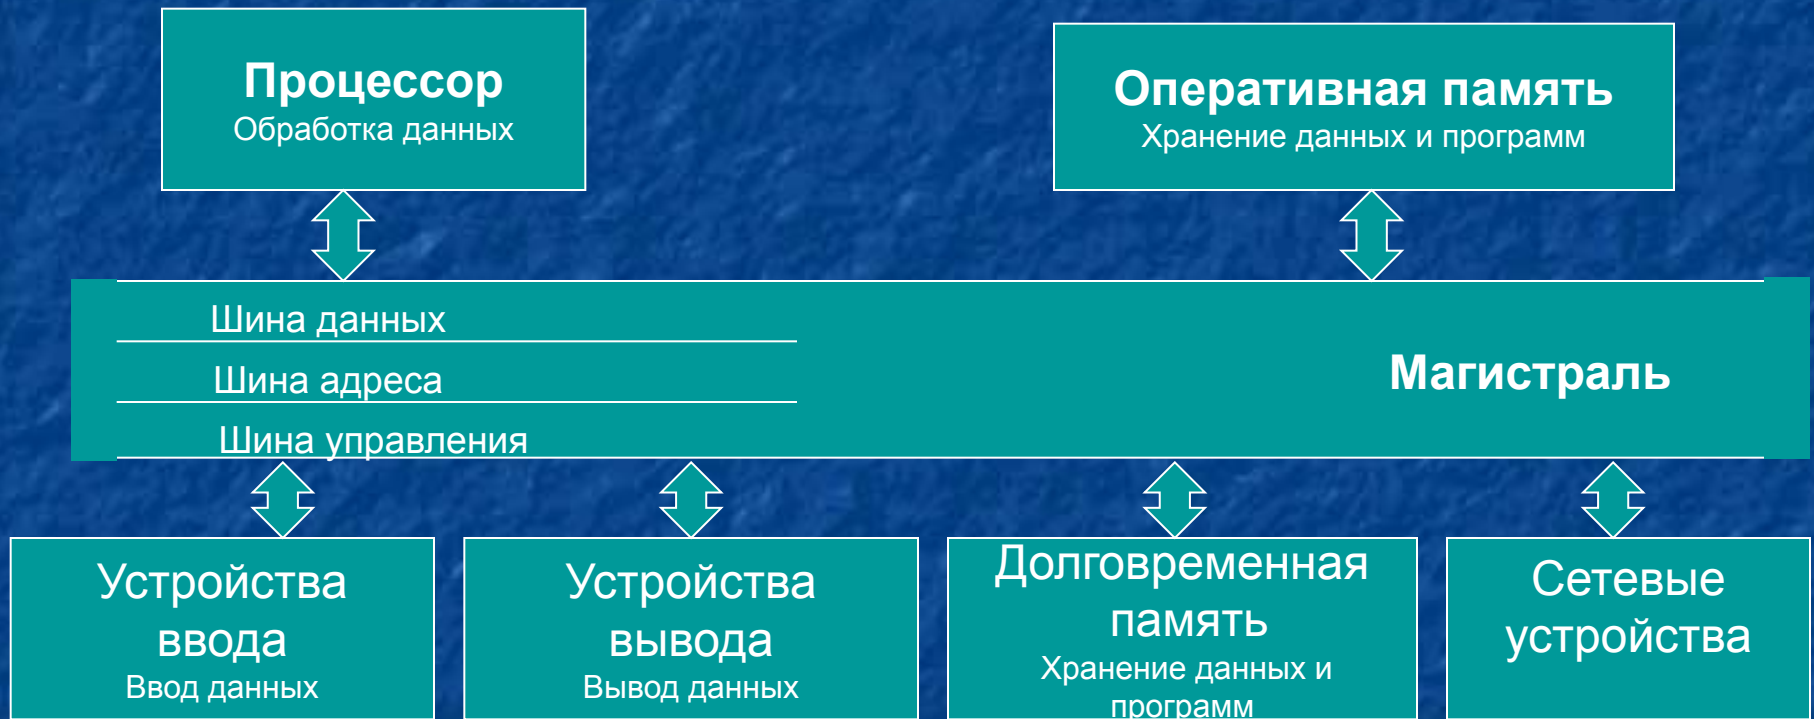 Процессор
Обработка данных
Оперативная память
Хранение данных и программ
Шина данных
Шина адреса
Шина управления
Магистраль
Устройства
ввода
Ввод данных
Устройства
вывода
Вывод данных
Долговременная
память
Хранение данных и
программ
Сетевые
устройства